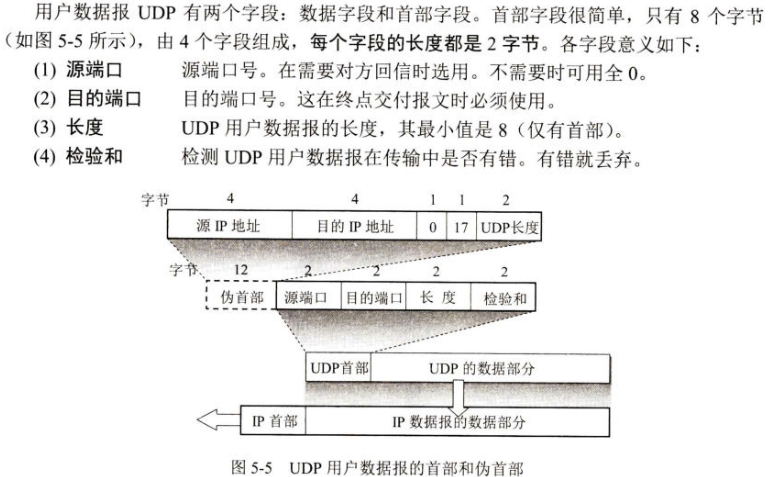 用户数据报 UDP 有两个字段：数据字段和首部字段。首部字段很简单，只有 8 个字节
（如图 5-5 所示），由 4 个字段组成，每个字段的长度都是 2 字节。各字段意义如下：
(1) 源端口 源端口号。在需要对方回信时选用。不需要时可用全 0。
(2) 目的端口 目的端口号。这在终点交付报文时必须使用。
(3) 长度 UDP 用户数据报的长度，其最小值是 8（仅有首部）。
(4) 检验和 检测 UDP 用户数据报在传输中是否有错。有错就丢弃。
字节 4 4 1 1 2
源 IP 地址 目的 IP 地址 0 17 UDP长度
字节 12 2 2 2 2
伪首部 源端口 目的端口 长 度 检验和
UDP首部 UDP 的数据部分
IP 首部 IP 数据报的数据部分
图 5-5 UDP 用户数据报的首部和伪首部